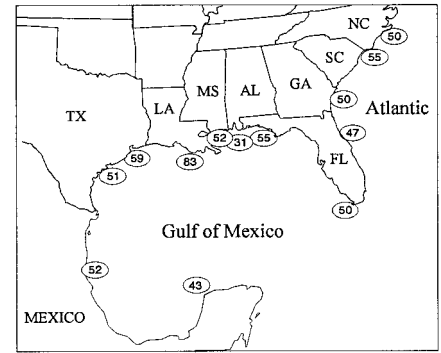 NC
50
SC
55
MS
AL
GA
50
TX
LA
Atlantic
52
31
55
47
59
83
FL
51
50
Gulf of Mexico
52
43
MEXICO